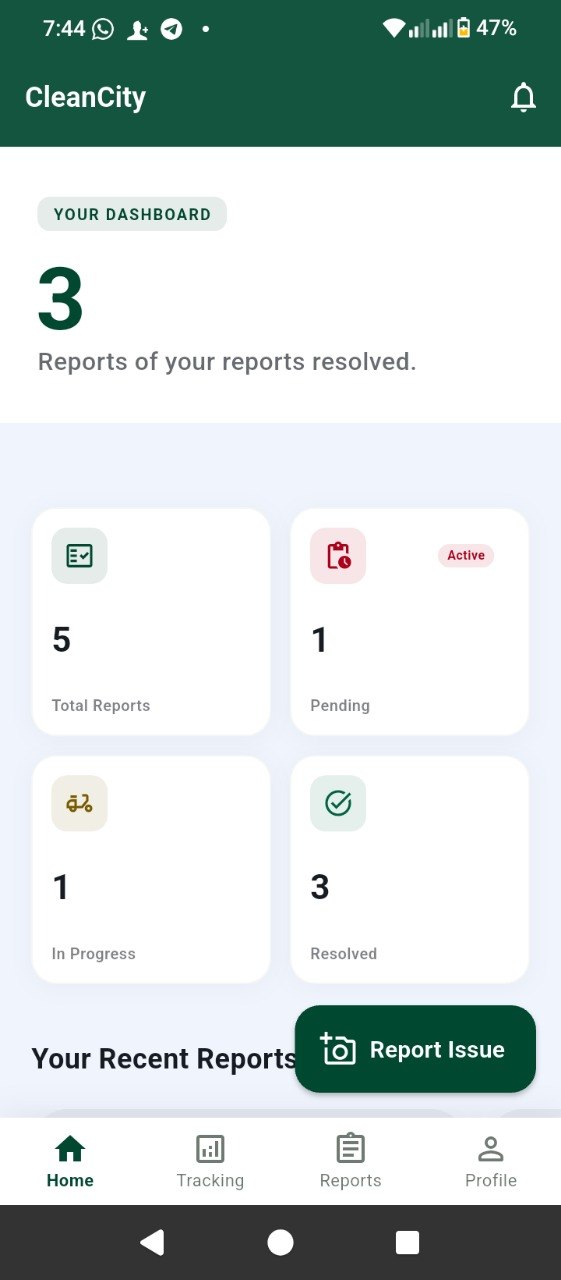 7:44
47%
CleanCity
YOUR DASHBOARD
3
Reports of your reports resolved.
5
Total Reports
Active
1
Pending
1
In Progress
3
Resolved
Your Recent Reports
Report Issue
Home
Tracking
Reports
Profile